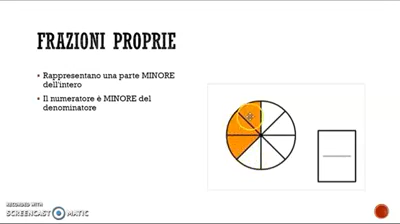 FRAZIONI PROPRIE
▪ Rappresentano una parte MINORE
dell'intero
▪ Il numeratore è MINORE del
denominatore
RECORDED WITH
SCREENCAST MATIC